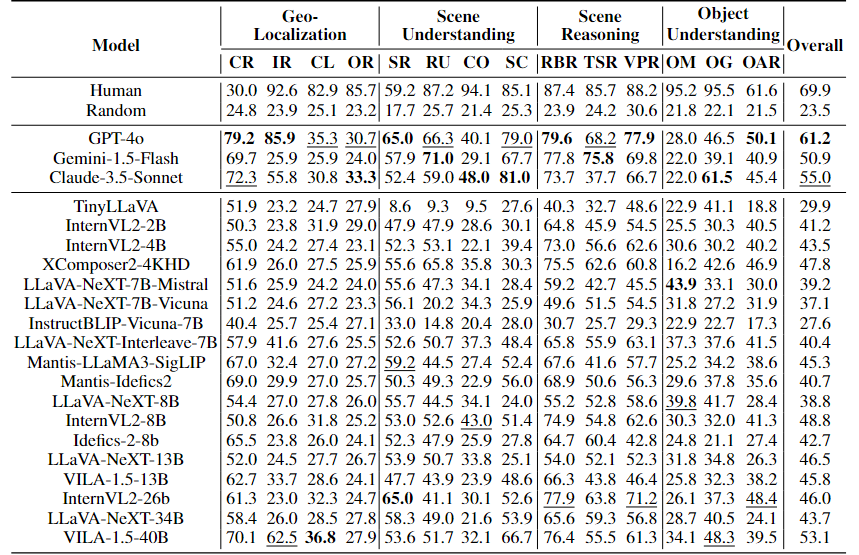 Model Geo-Localization Scene Understanding Scene Reasoning Object Understanding Overall
CR IR CL OR SR RU CO SC RBR TSR VPR OM OG OAR
Human 30.0 92.6 82.9 85.7 59.2 87.2 94.1 85.1 87.4 85.7 88.2 95.2 95.5 61.6 69.9
Random 24.8 23.9 25.1 23.2 17.7 25.7 21.4 25.3 23.9 24.2 30.6 21.8 22.1 21.5 23.5
GPT-4o 79.2 85.9 35.3 30.7 65.0 66.3 40.1 79.0 79.6 68.2 77.9 28.0 46.5 50.1 61.2
Gemini-1.5-Flash 69.7 25.9 25.9 24.0 57.9 71.0 29.1 67.7 77.8 75.8 69.8 22.0 39.1 40.9 50.9
Claude-3.5-Sonnet 72.3 55.8 30.8 33.3 52.4 59.0 48.0 81.0 73.7 37.7 66.7 22.0 61.5 45.4 55.0
TinyLLaVA 51.9 23.2 24.7 27.9 8.6 9.3 9.5 27.6 40.3 32.7 48.6 22.9 41.1 18.8 29.9
InternVL2-2B 50.3 23.8 31.9 29.0 47.9 47.9 28.6 30.1 64.8 45.9 54.5 25.5 30.3 40.5 41.2
InternVL2-4B 55.0 24.2 27.4 23.1 52.3 53.1 22.1 39.4 73.0 56.6 62.6 30.6 30.2 40.2 43.5
XComposer2-4KHD 61.9 26.0 27.5 25.9 55.6 65.8 35.8 30.3 75.5 62.6 60.8 16.2 42.6 46.9 47.8
LLaVA-NeXT-7B-Mistral 51.6 25.9 24.2 24.0 55.6 47.3 34.1 28.4 59.2 42.7 45.5 43.9 33.1 30.0 39.2
LLaVA-NeXT-7B-Vicuna 51.2 24.6 27.2 23.3 56.1 20.2 34.3 25.9 49.6 51.5 54.5 31.8 27.2 31.9 37.1
InstructBLIP-Vicuna-7B 40.4 25.7 25.4 27.1 33.0 14.8 20.4 28.0 30.7 25.7 29.3 22.9 22.7 17.3 27.6
LLaVA-NeXT-Interleave-7B 57.9 41.6 27.6 25.5 52.6 50.7 37.3 48.4 65.8 55.9 63.1 37.3 37.6 41.5 40.4
Mantis-LLaMA3-SigLIP 67.0 32.4 27.0 27.2 59.2 44.5 27.4 52.4 67.6 41.6 57.7 25.2 34.2 38.6 45.3
Mantis-Idefics2 69.0 29.9 27.0 25.7 50.3 49.3 22.9 56.0 68.9 50.6 56.3 29.6 37.8 35.6 40.7
LLaVA-NeXT-8B 54.4 27.0 27.8 26.0 55.7 44.5 34.1 24.0 55.2 52.8 58.6 39.8 41.7 28.4 38.8
InternVL2-8B 50.8 26.6 31.8 25.2 53.0 52.6 43.0 51.4 74.9 54.8 62.6 30.3 32.0 41.3 48.8
Idefics-2-8b 65.5 23.8 26.0 24.1 52.3 47.9 25.9 27.8 64.7 60.4 42.8 24.8 21.1 27.4 42.7
LLaVA-NeXT-13B 52.0 24.5 27.7 26.7 53.9 50.7 33.8 25.1 54.0 52.1 52.3 31.8 34.8 26.3 46.5
VILA-1.5-13B 62.7 33.7 28.6 24.1 47.7 43.9 23.9 48.6 66.3 43.8 46.4 25.8 32.3 38.2 45.8
InternVL2-26b 61.3 23.0 32.3 24.7 65.0 41.1 30.1 52.6 77.9 63.8 71.2 26.1 37.3 48.4 46.0
LLaVA-NeXT-34B 58.4 26.0 28.5 27.8 58.3 49.0 21.6 53.9 65.6 59.3 56.8 28.7 40.5 24.1 43.7
VILA-1.5-40B 70.1 62.5 36.8 27.9 53.6 51.7 32.1 66.7 76.4 55.5 61.3 34.1 48.3 39.5 53.1